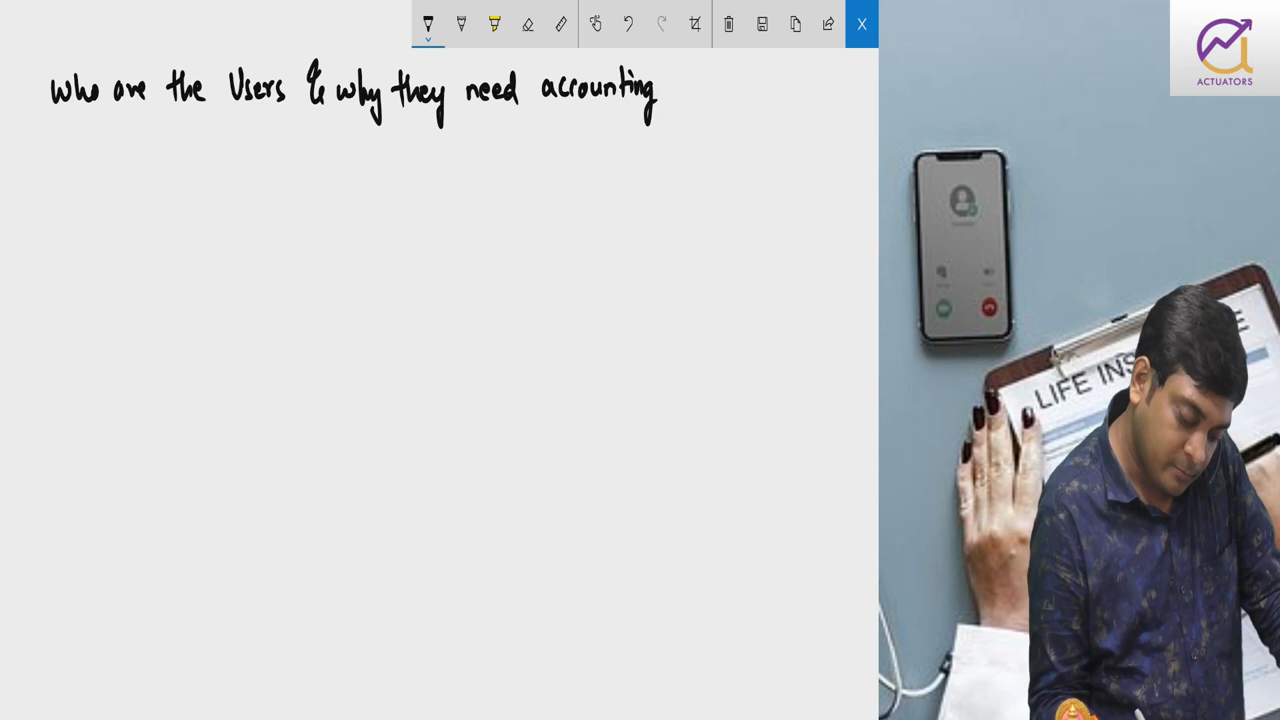 Who are the Users & why they need accounting
ACTUATORS
LIFE INS
E
X